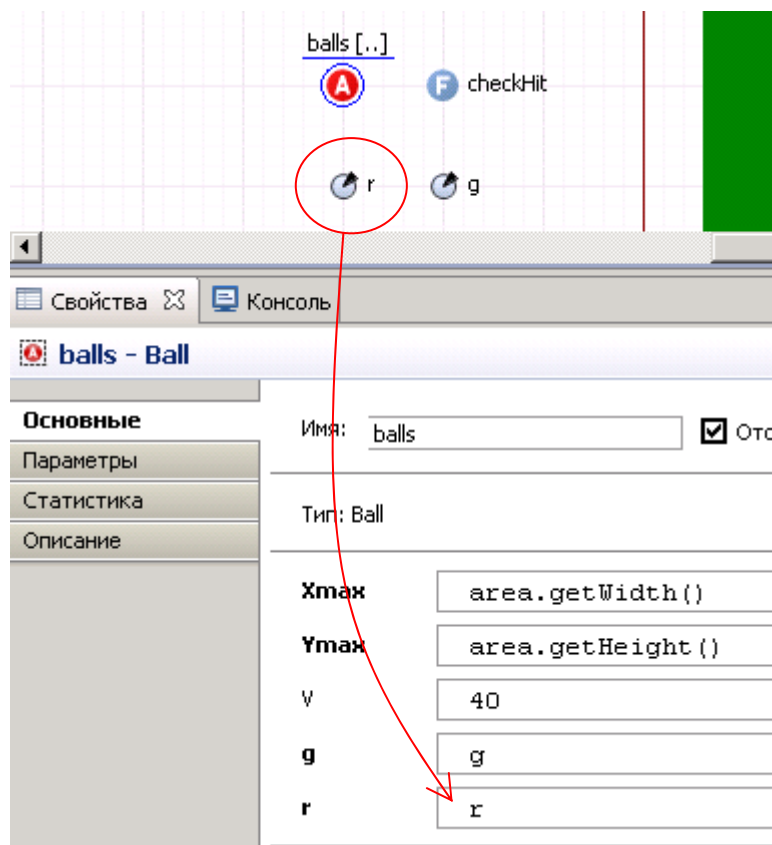 balls [..]
A
F checkHit
r
g
Свойства
Консоль
balls - Ball
Основные
Параметры
Статистика
Описание
Имя: balls
Тип: Ball
Xmax area.getWidth()
Ymax area.getHeight()
V 40
g g
r r